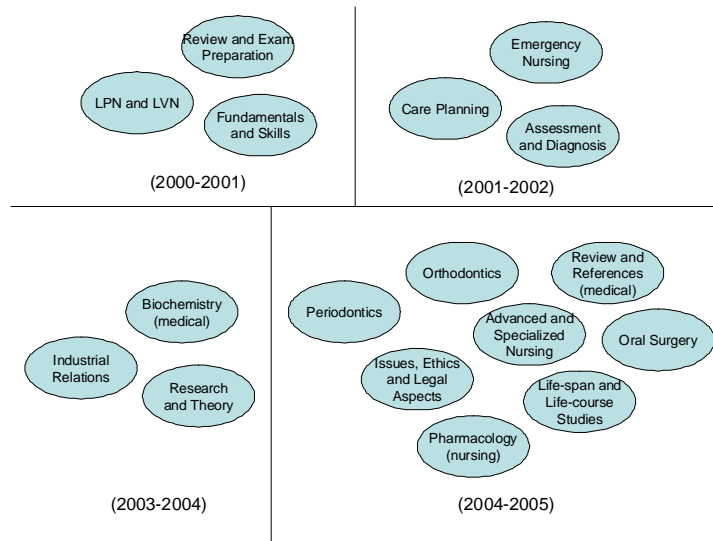 Review and Exam
Preparation
LPN and LVN
Fundamentals
and Skills
(2000-2001)
Emergency
Nursing
Care Planning
Assessment
and Diagnosis
(2001-2002)
Biochemistry
(medical)
Industrial
Relations
Research
and Theory
(2003-2004)
Orthodontics
Review and
References
(medical)
Periodontics
Advanced and
Specialized
Nursing
Oral Surgery
Issues, Ethics
and Legal
Aspects
Life-span and
Life-course
Studies
Pharmacology
(nursing)
(2004-2005)